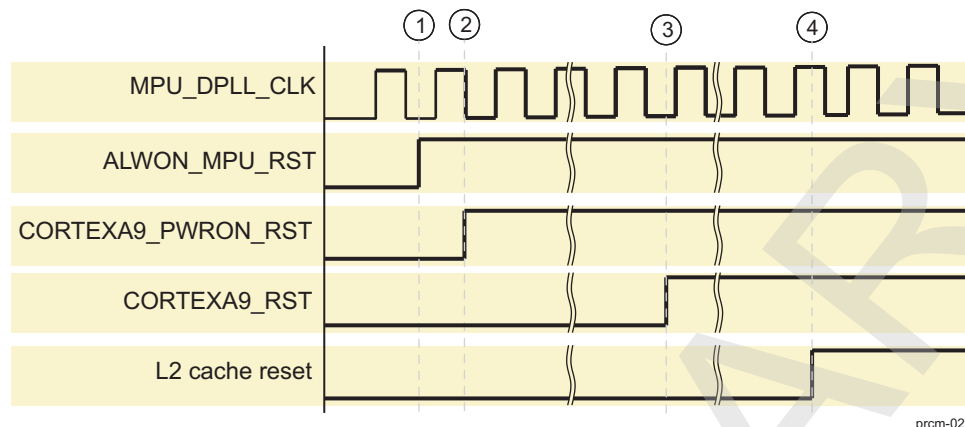 1 2 3 4
MPU_DPLL_CLK
ALWON_MPU_RST
CORTEXA9_PWRON_RST
CORTEXA9_RST
L2 cache reset
prcm-02